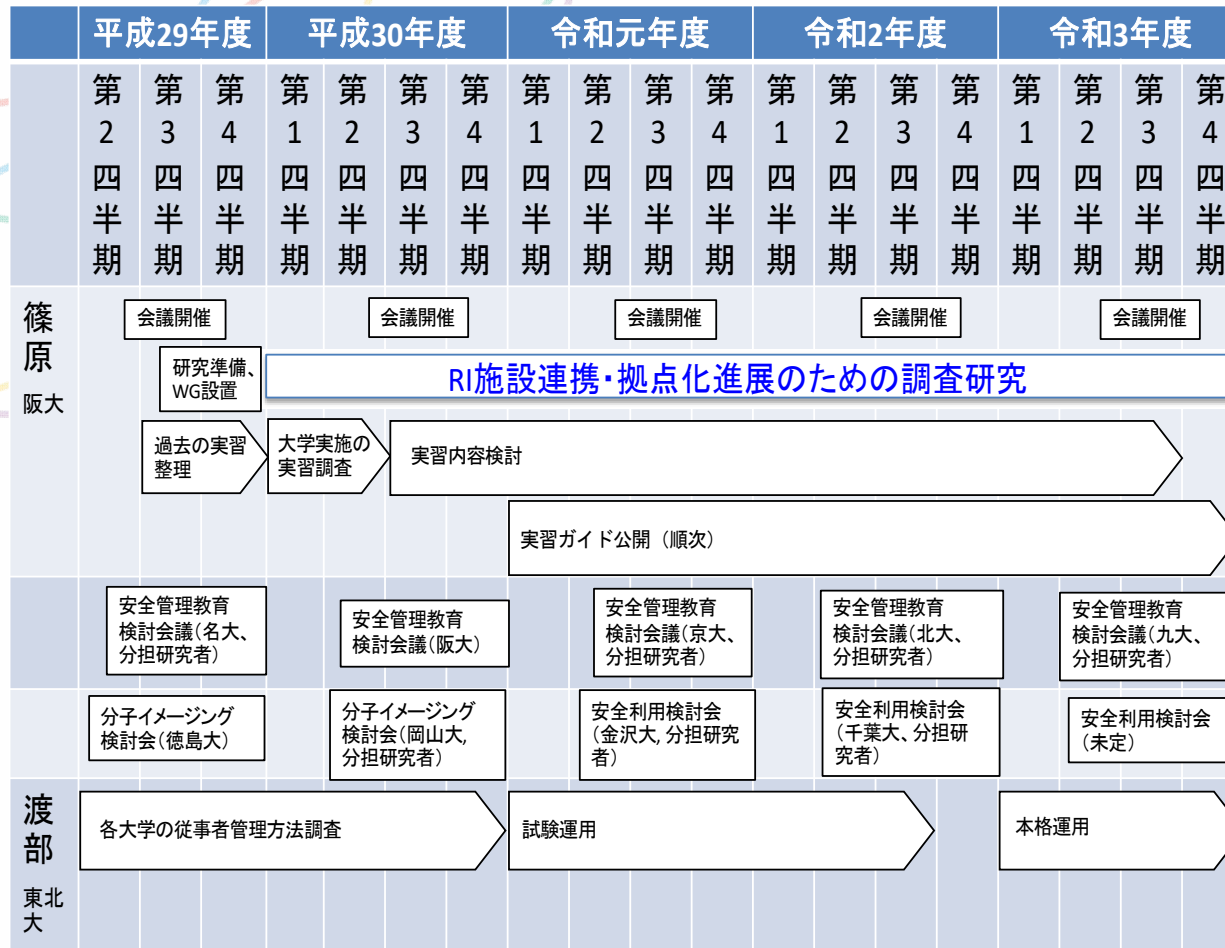 平成29年度 平成30年度 令和元年度 令和2年度 令和3年度
第2四半期 第3四半期 第4四半期 第1四半期 第2四半期 第3四半期 第4四半期 第1四半期 第2四半期 第3四半期 第4四半期 第1四半期 第2四半期 第3四半期 第4四半期 第1四半期 第2四半期 第3四半期 第4四半期
篠原
阪大
会議開催 会議開催 会議開催 会議開催 会議開催
研究準備、
WG設置
RI施設連携・拠点化進展のための調査研究
過去の実習
整理
大学実施の
実習調査
実習内容検討
実習ガイド公開（順次）
安全管理教育
検討会議（名大、
分担研究者）
安全管理教育
検討会議（阪大）
安全管理教育
検討会議（京大、
分担研究者）
安全管理教育
検討会議（北大、
分担研究者）
安全管理教育
検討会議（九大、
分担研究者）
分子イメージング
検討会（徳島大）
分子イメージング
検討会（岡山大,
分担研究者）
安全利用検討会
（金沢大, 分担研究
者）
安全利用検討会
（千葉大、分担研
究者）
安全利用検討会
（未定）
渡部
東北
大
各大学の従事者管理方法調査
試験運用
本格運用